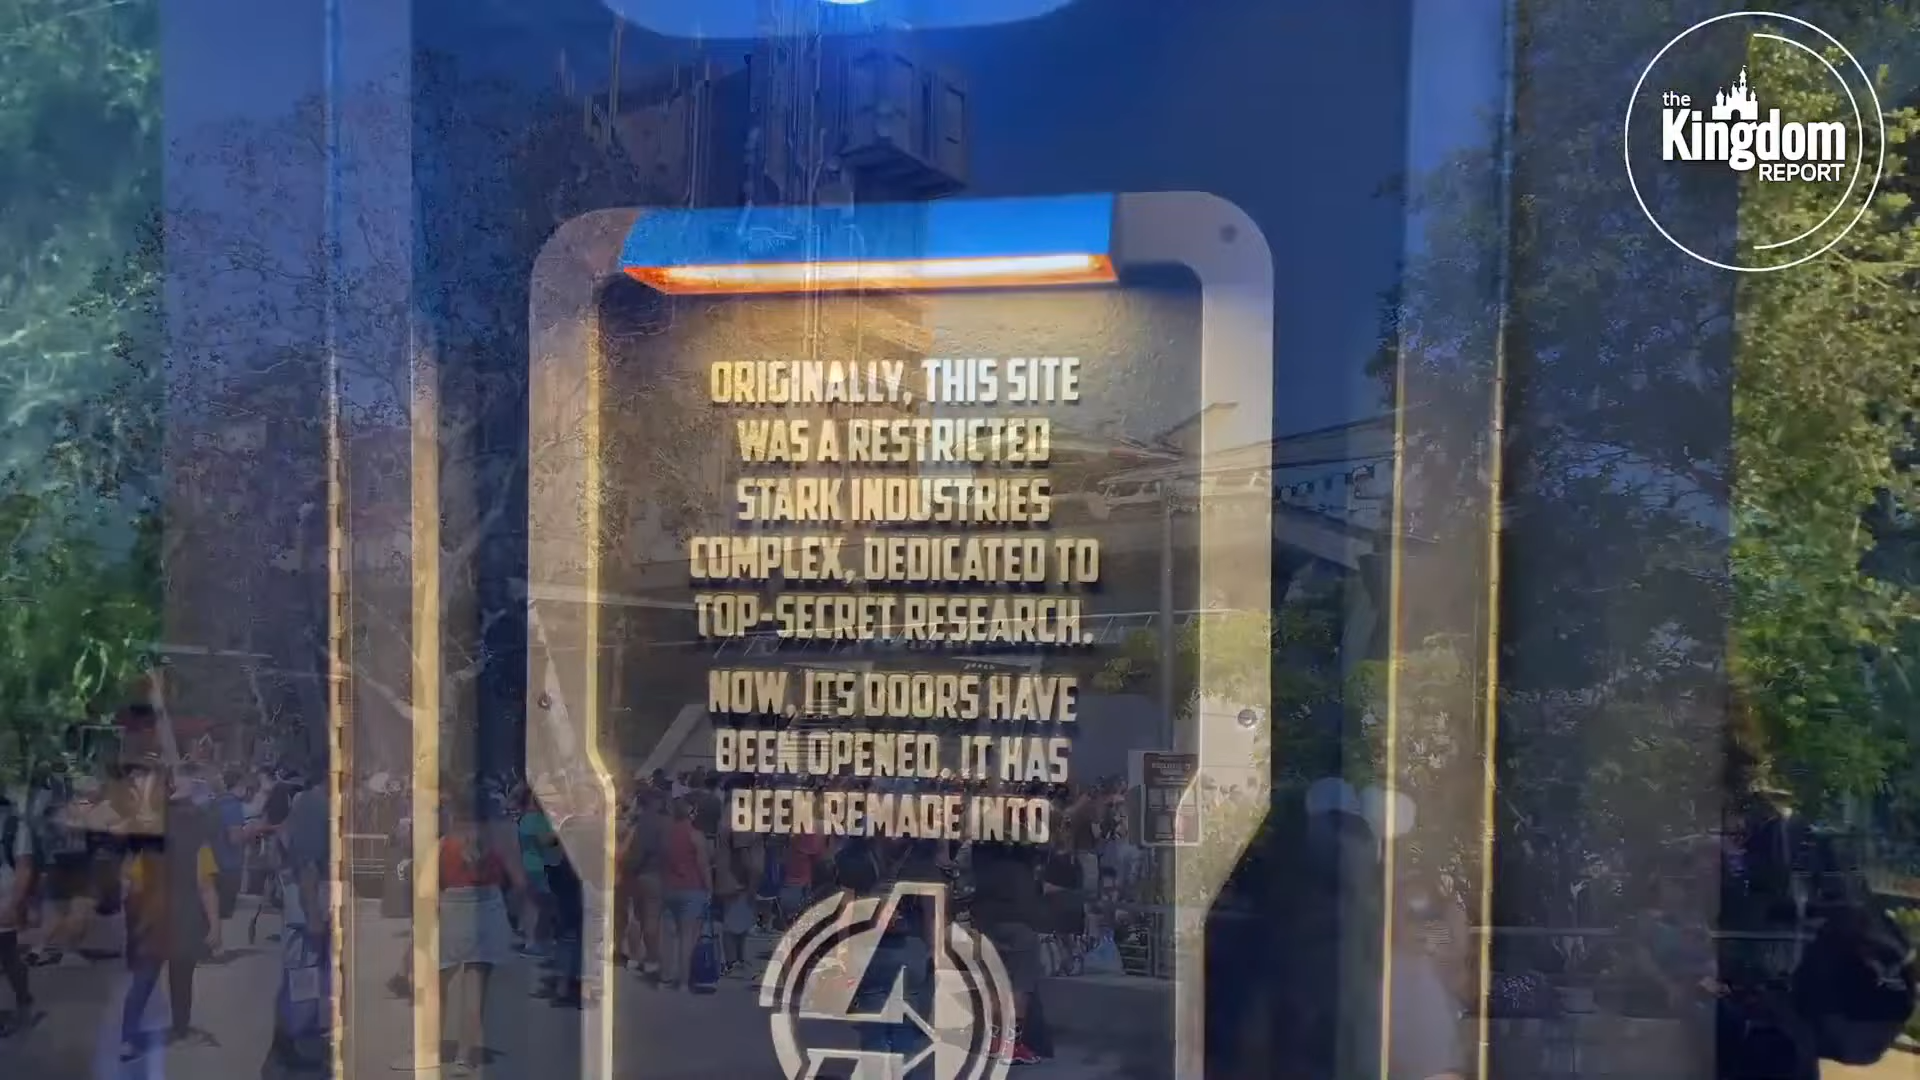 the
Kingdom
REPORT
ORIGINALLY, THIS SITE
WAS A RESTRICTED
STARK INDUSTRIES
COMPLEX, DEDICATED TO
TOP-SECRET RESEARCH.
NOW, ITS DOORS HAVE
BEEN OPENED. IT HAS
BEEN REMADE INTO